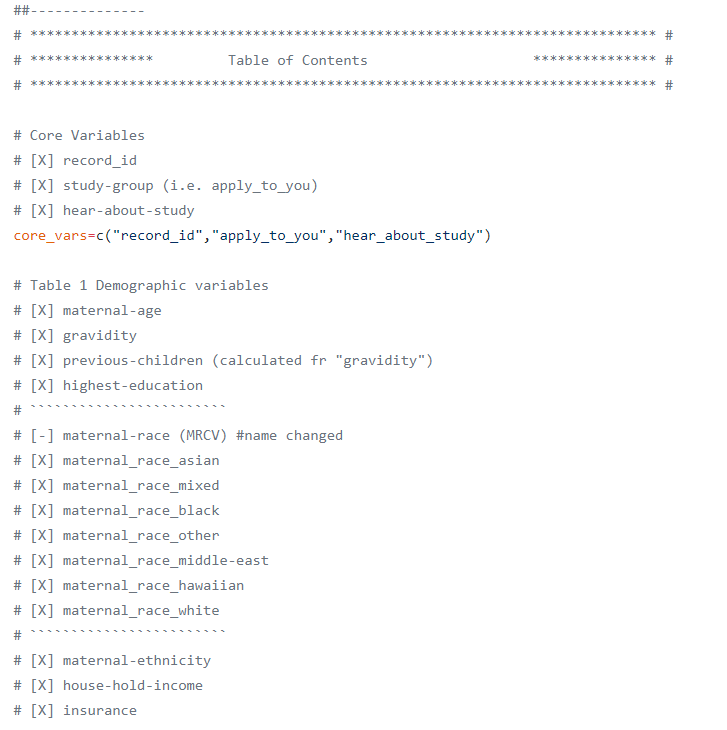 ##--------------
# **************************************************************************** #
# ***************         Table of Contents                    *************** #
# **************************************************************************** #
# Core Variables
# [X] record_id
# [X] study-group (i.e. apply_to_you)
# [X] hear-about-study
core_vars=c("record_id","apply_to_you","hear_about_study")
# Table 1 Demographic variables
# [X] maternal-age
# [X] gravidity
# [X] previous-children (calculated fr "gravidity")
# [X] highest-education
# ````````````````````````
# [-] maternal-race (MRCV) #name changed
# [X] maternal_race_asian
# [X] maternal_race_mixed
# [X] maternal_race_black
# [X] maternal_race_other
# [X] maternal_race_middle-east
# [X] maternal_race_hawaiian
# [X] maternal_race_white
# ````````````````````````
# [X] maternal-ethnicity
# [X] house-hold-income
# [X] insurance